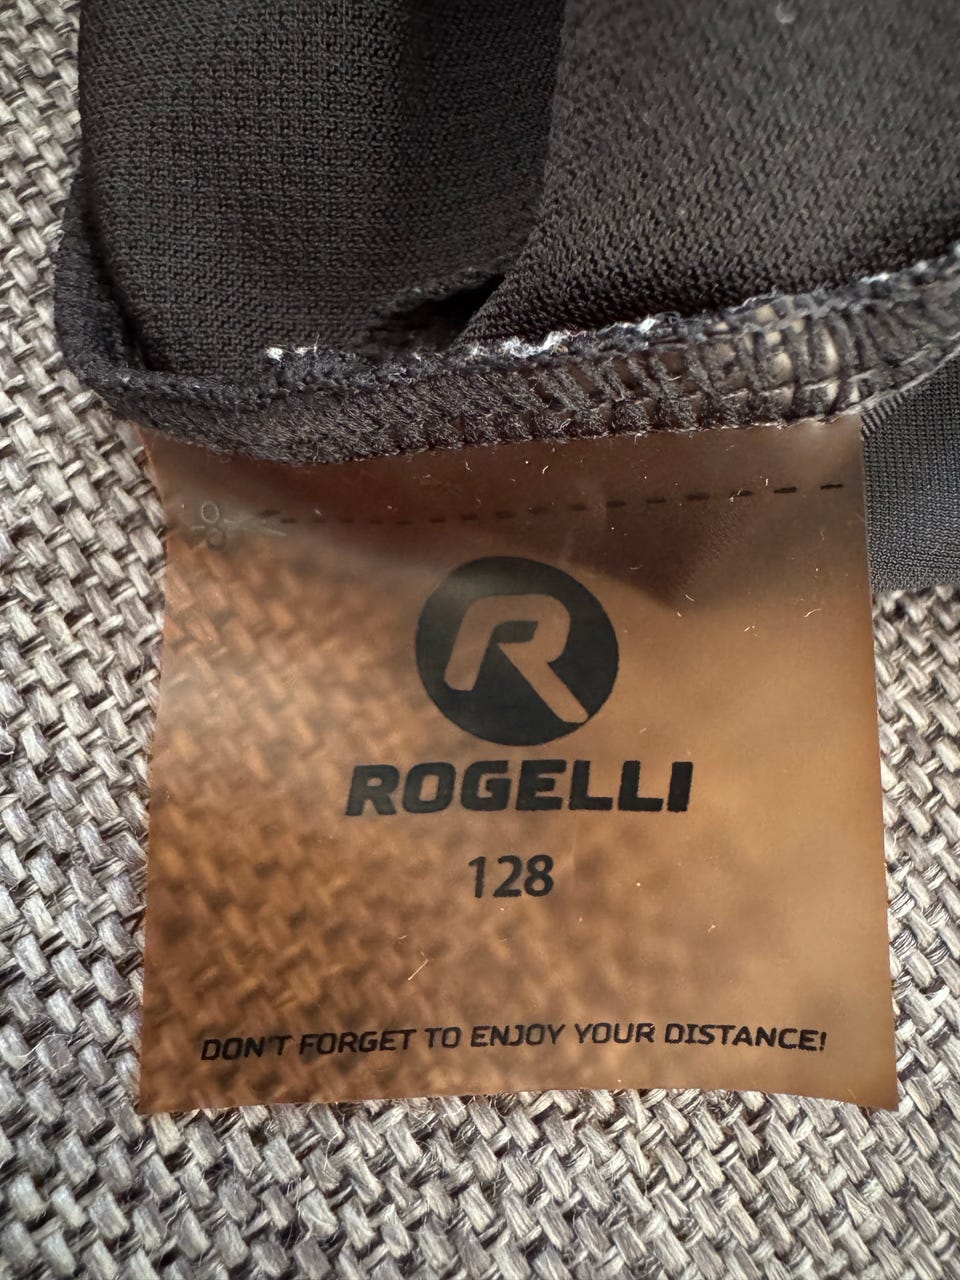 R
ROGELLI
128
DON'T FORGET TO ENJOY YOUR DISTANCE!